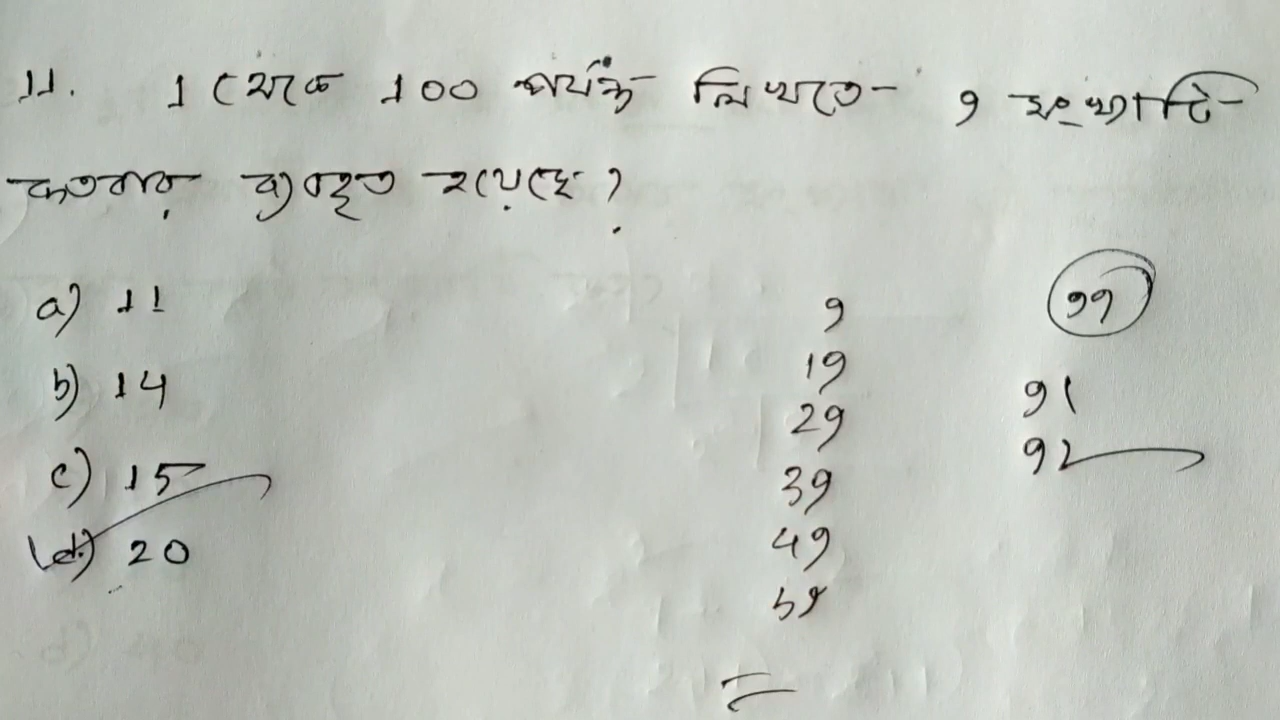 11. 1 থেকে 100 পর্যন্ত লিখতে 9 সংখ্যাটি
কতবার ব্যবহৃত হয়েছে?
a) 11
b) 14
c) 15
d) 20
9
19
29
39
49
59
99
91
92